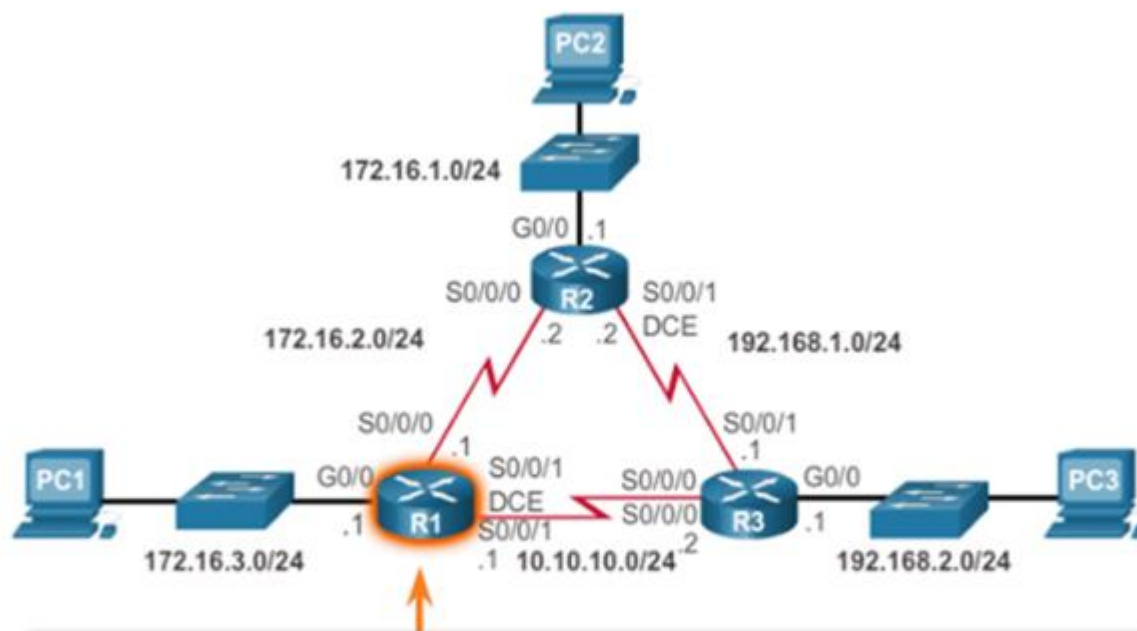 PC2
172.16.1.0/24
G0/0 .1
S0/0/0 R2 S0/0/1
.2 .2 DCE
172.16.2.0/24 192.168.1.0/24
S0/0/0 .1
S0/0/1 .1
PC1 G0/0 S0/0/1 S0/0/0 G0/0 PC3
DCE
.1 R1 S0/0/1 S0/0/0 R3 .1
.1 .2
172.16.3.0/24 10.10.10.0/24 192.168.2.0/24